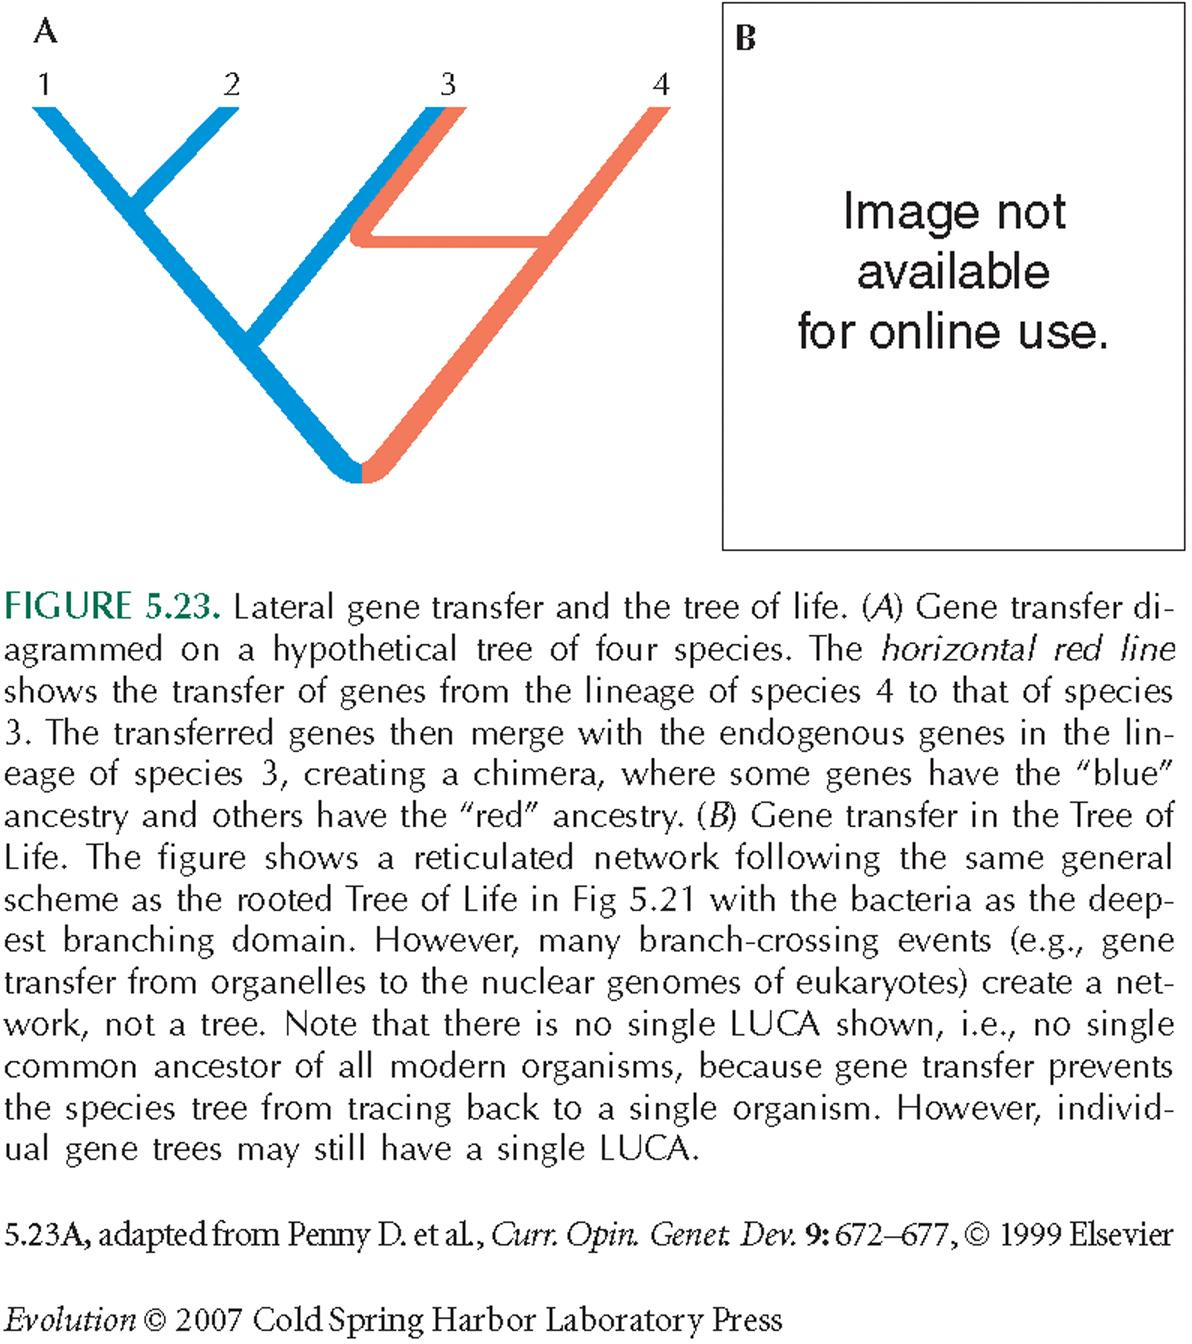 A
B
1 2 3 4
Image not
available
for online use.
FIGURE 5.23. Lateral gene transfer and the tree of life. (A) Gene transfer di-
agrammed on a hypothetical tree of four species. The horizontal red line
shows the transfer of genes from the lineage of species 4 to that of species
3. The transferred genes then merge with the endogenous genes in the lin-
eage of species 3, creating a chimera, where some genes have the “blue”
ancestry and others have the “red” ancestry. (B) Gene transfer in the Tree of
Life. The figure shows a reticulated network following the same general
scheme as the rooted Tree of Life in Fig 5.21 with the bacteria as the deep-
est branching domain. However, many branch-crossing events (e.g., gene
transfer from organelles to the nuclear genomes of eukaryotes) create a net-
work, not a tree. Note that there is no single LUCA shown, i.e., no single
common ancestor of all modern organisms, because gene transfer prevents
the species tree from tracing back to a single organism. However, individ-
ual gene trees may still have a single LUCA.
5.23A, adapted from Penny D. et al., Curr. Opin. Genet. Dev. 9: 672–677, © 1999 Elsevier
Evolution © 2007 Cold Spring Harbor Laboratory Press